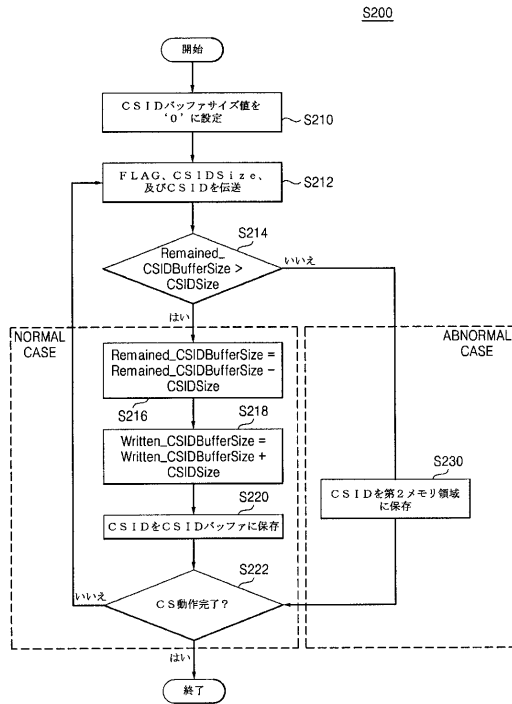 S200
開始
ＣＳＩＤバッファサイズ値を
‘０’に設定
S210
ＦＬＡＧ、ＣＳＩＤＳｉｚｅ、
及びＣＳＩＤを伝送
S212
S214
Remained_
CSIDBufferSize >
CSIDSize
いいえ
はい
NORMAL
CASE
ABNORMAL
CASE
Remained_CSIDBufferSize =
Remained_CSIDBufferSize −
CSIDSize
S216
S218
Written_CSIDBufferSize =
Written_CSIDBufferSize +
CSIDSize
S230
ＣＳＩＤを第２メモリ領域
に保存
S220
ＣＳＩＤをＣＳＩＤバッファに保存
S222
いいえ
ＣＳ動作完了？
はい
終了